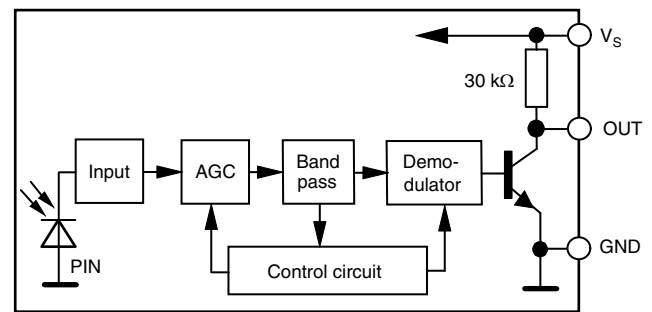 V_S
30 kΩ
OUT
Input
AGC
Band
pass
Demo-
dulator
PIN
Control circuit
GND